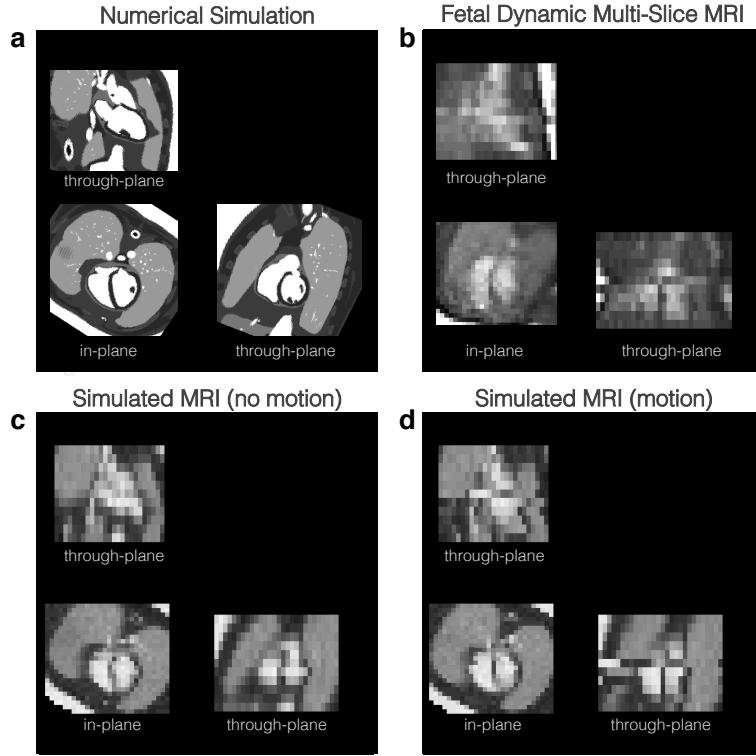 Numerical Simulation
Fetal Dynamic Multi-Slice MRI
a
b
through-plane
through-plane
in-plane
through-plane
in-plane
through-plane
Simulated MRI (no motion)
Simulated MRI (motion)
c
d
through-plane
through-plane
in-plane
through-plane
in-plane
through-plane